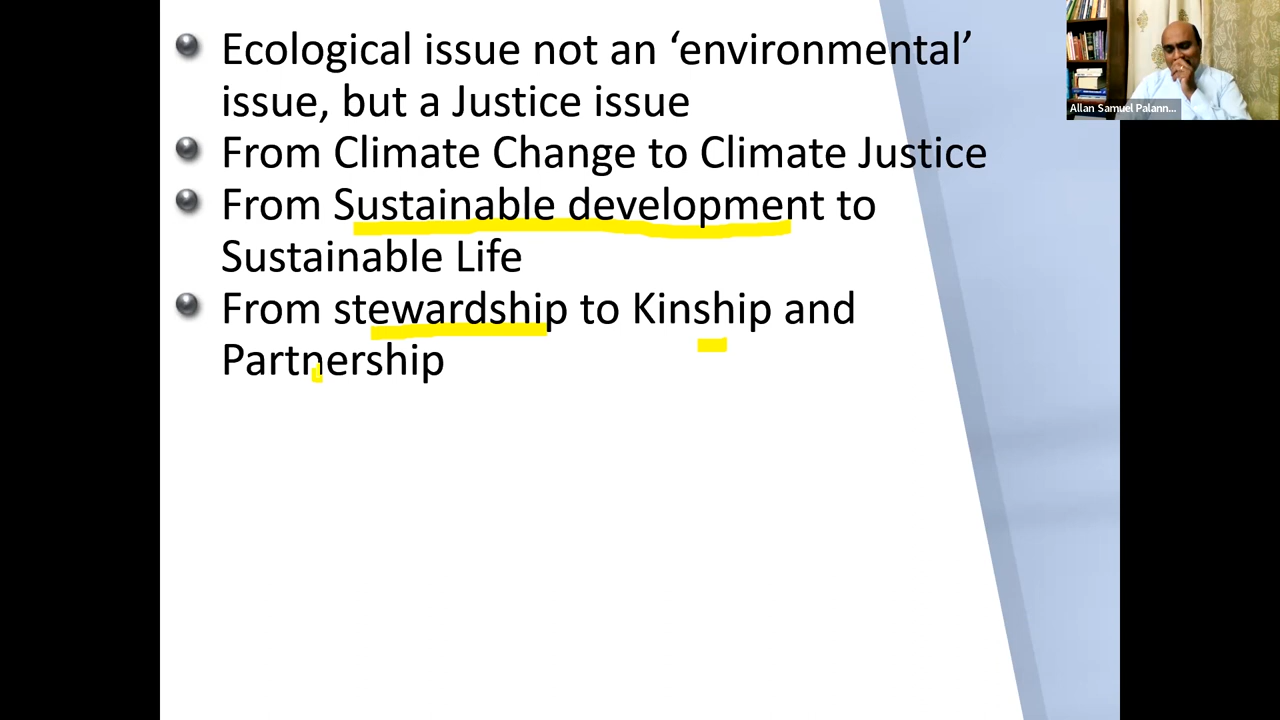 Ecological issue not an ‘environmental’
issue, but a Justice issue
From Climate Change to Climate Justice
From Sustainable development to
Sustainable Life
From stewardship to Kinship and
Partnership
Allan Samuel Palann...